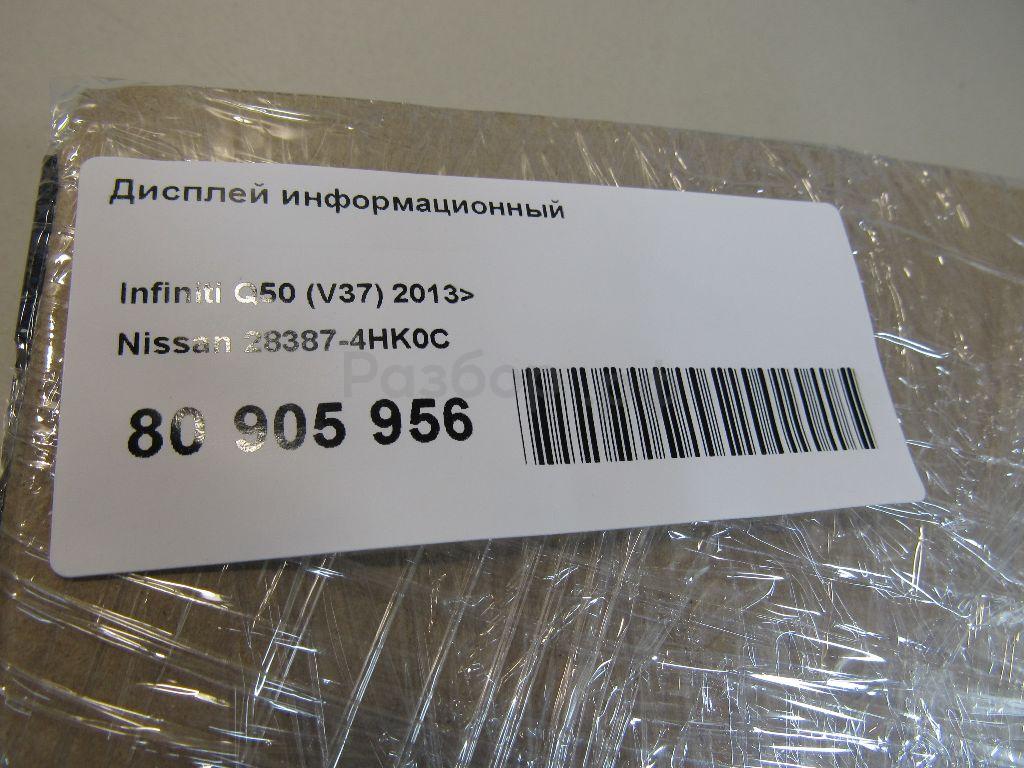 Дисплей информационный
Infiniti Q50 (V37) 2013>
Nissan 28387-4HK0C
80 905 956